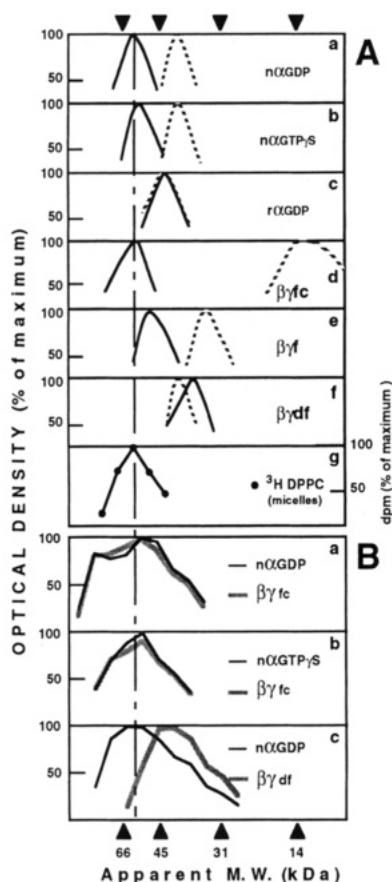 A
100
50
a
nαGDP
100
50
b
nαGTPγS
100
50
c
rαGDP
100
50
d
βγfc
100
50
e
βγf
100
50
f
βγdf
g
100
50
³H DPPC
(micelles)
dpm (% of maximum)
OPTICAL DENSITY (% of maximum)
B
100
50
a
nαGDP
βγ fc
100
50
b
nαGTPγS
βγ fc
100
50
c
nαGDP
βγ df
66 45 31 14
Apparent M.W. (kDa)